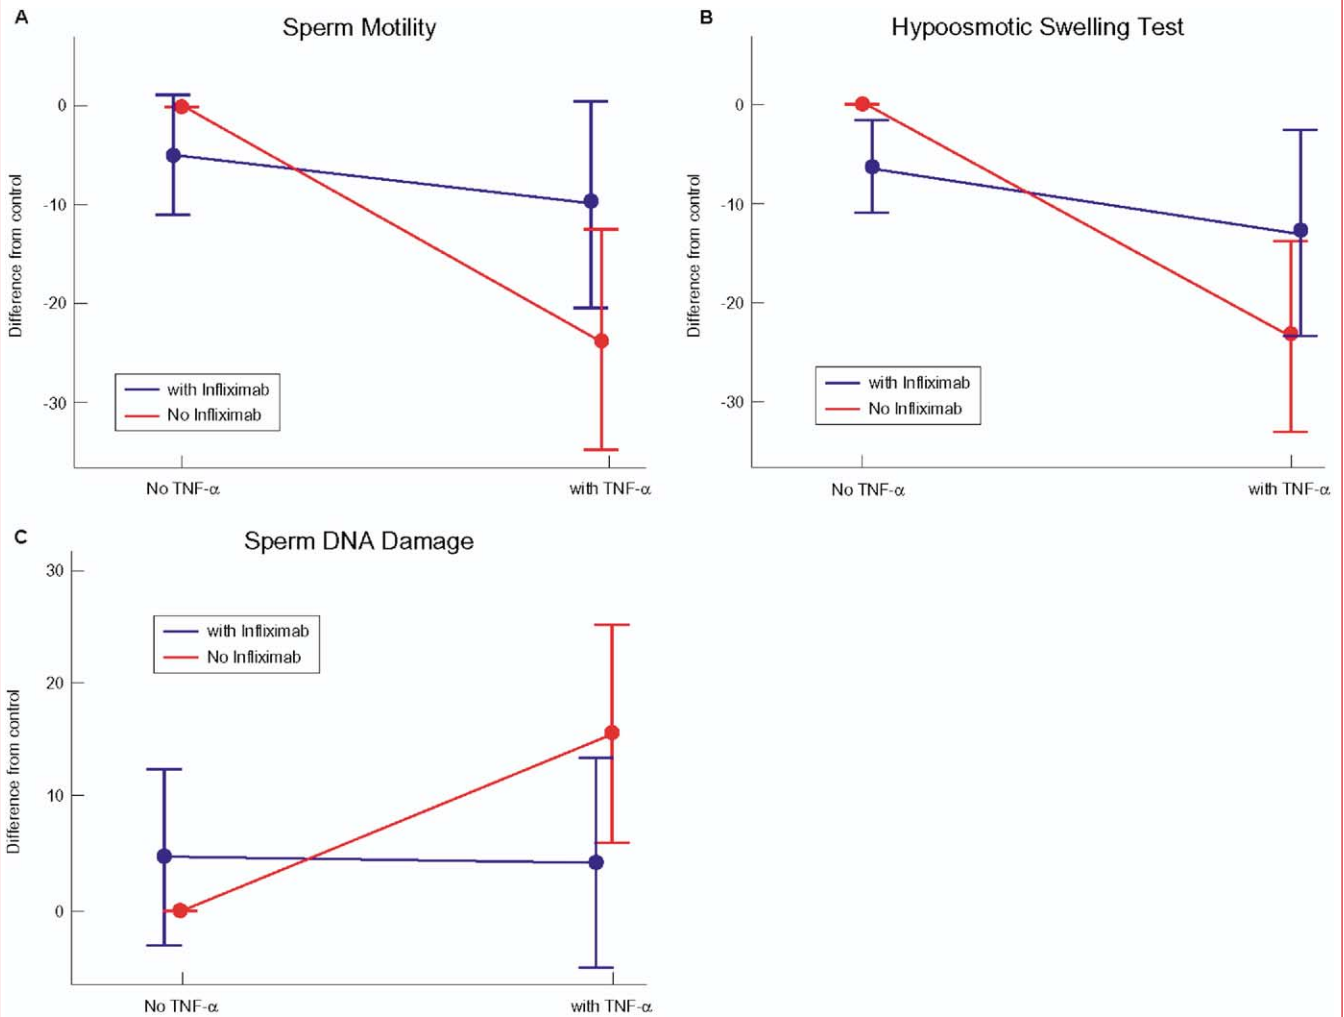 A
Sperm Motility
Difference from control
0
-10
-20
-30
with Infliximab
No Infliximab
No TNF-α
with TNF-α
B
Hypoosmotic Swelling Test
Difference from control
0
-10
-20
-30
with Infliximab
No Infliximab
No TNF-α
with TNF-α
C
Sperm DNA Damage
Difference from control
30
20
10
0
with Infliximab
No Infliximab
No TNF-α
with TNF-α